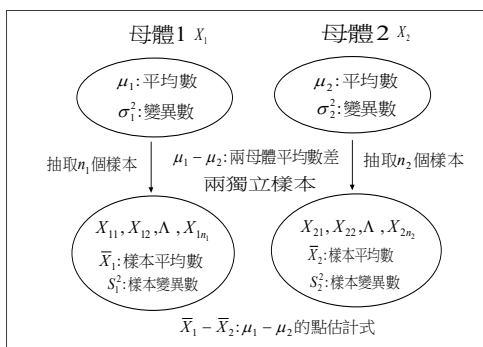 母體1 X₁
母體2 X₂
μ₁:平均數
σ₁²:變異數
μ₂:平均數
σ₂²:變異數
抽取n₁個樣本
μ₁ − μ₂:兩母體平均數差
兩獨立樣本
抽取n₂個樣本
X₁₁, X₁₂, Λ , X₁ₙ₁
X̄₁:樣本平均數
S₁²:樣本變異數
X₂₁, X₂₂, Λ , X₂ₙ₂
X̄₂:樣本平均數
S₂²:樣本變異數
X̄₁ − X̄₂: μ₁ − μ₂的點估計式